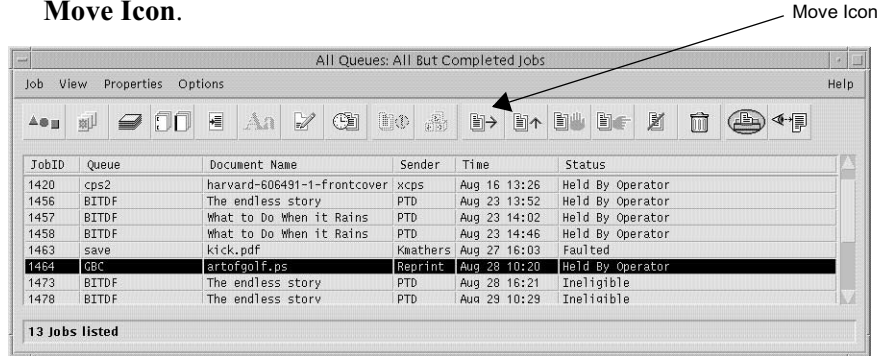 Move Icon.
Move Icon
All Queues: All But Completed Jobs
Job View Properties Options Help
Aa
JobID Queue Document Name Sender Time Status
1420 cps2 harvard-606491-1-frontcover xcps Aug 16 13:26 Held By Operator
1456 BITDF The endless story PTD Aug 23 13:52 Held By Operator
1457 BITDF What to Do When it Rains PTD Aug 23 14:02 Held By Operator
1458 BITDF What to Do When it Rains PTD Aug 23 14:46 Held By Operator
1463 save kick.pdf Kmathers Aug 27 16:03 Faulted
1464 GBC artofgolf.ps Reprint Aug 28 10:20 Held By Operator
1473 BITDF The endless story PTD Aug 28 16:21 Ineligible
1478 BITDF The endless story PTD Aug 29 10:29 Ineligible
13 Jobs listed